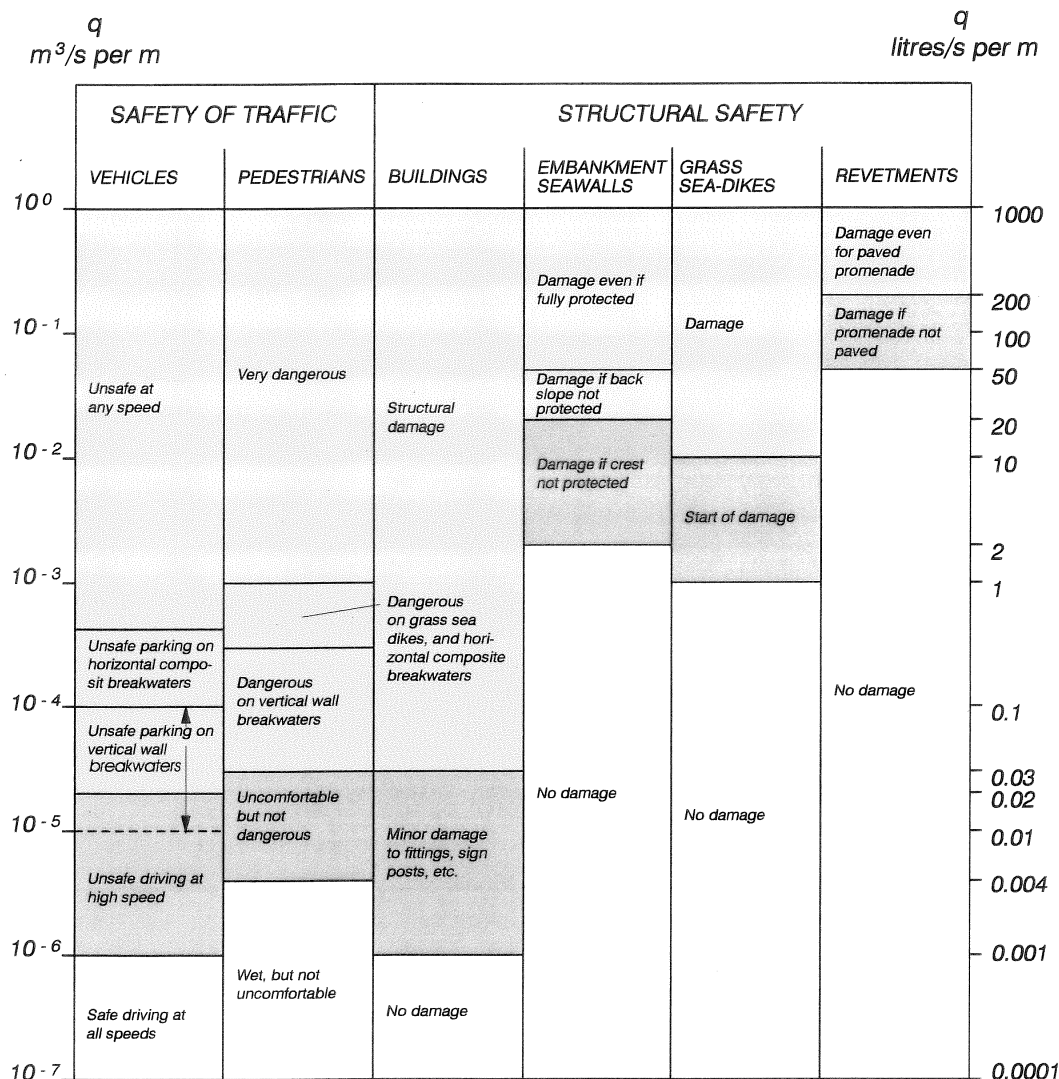 q
m³/s per m
q
litres/s per m
SAFETY OF TRAFFIC
STRUCTURAL SAFETY
VEHICLES
PEDESTRIANS
BUILDINGS
EMBANKMENT
SEAWALLS
GRASS
SEA-DIKES
REVETMENTS
10⁰
10⁻¹
10⁻²
10⁻³
10⁻⁴
10⁻⁵
10⁻⁶
10⁻⁷
Unsafe at
any speed
Unsafe parking on
horizontal compo-
sit breakwaters
Unsafe parking on
vertical wall
breakwaters
Unsafe driving at
high speed
Safe driving at
all speeds
Very dangerous
Dangerous
on vertical wall
breakwaters
Uncomfortable
but not
dangerous
Wet, but not
uncomfortable
Structural
damage
Dangerous
on grass sea
dikes, and hori-
zontal composite
breakwaters
Minor damage
to fittings, sign
posts, etc.
No damage
Damage even if
fully protected
Damage if back
slope not
protected
Damage if crest
not protected
No damage
Damage
Start of damage
No damage
Damage even
for paved
promenade
Damage if
promenade not
paved
No damage
1000
200
100
50
20
10
2
1
0.1
0.03
0.02
0.01
0.004
0.001
0.0001